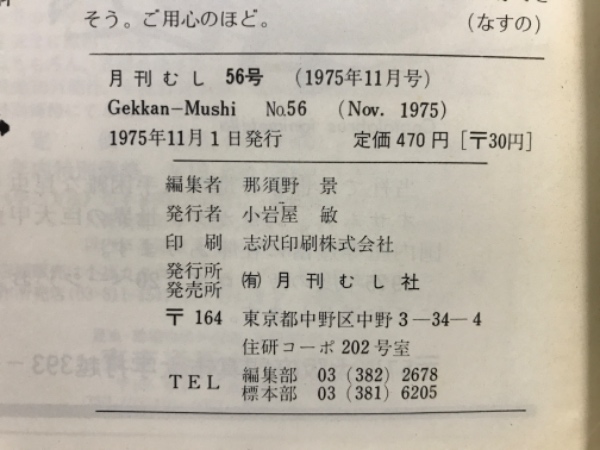 そう。ご用心のほど。 (なすの)
月刊むし 56号 (1975年11月号)
Gekkan-Mushi No.56 (Nov. 1975)
1975年11月1日発行 定価470円 [〒30円]
編集者 那須野 景
発行者 小岩屋 敏
印 刷 志沢印刷株式会社
発行所
発売所 (有) 月刊むし社
〒164 東京都中野区中野3-34-4
住研コーポ202号室
TEL 編集部 03 (382) 2678
標本部 03 (381) 6205